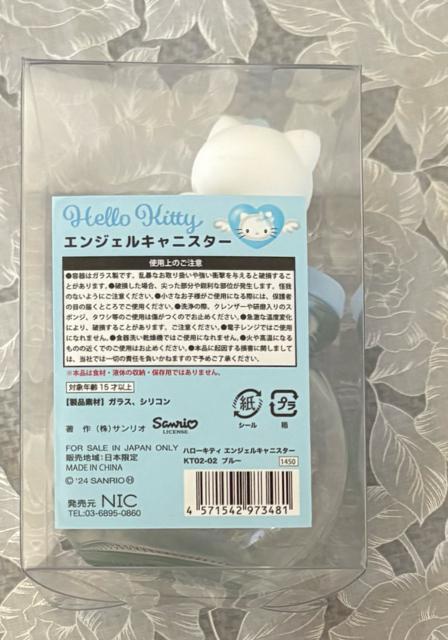 Hello Kitty
エンジェルキャニスター
使用上のご注意
●容器はガラス製です。乱暴なお取り扱いや強い衝撃を与えると破損するこ
とがあります。●破損した場合、尖った部分や鋭利な部位が発生します。怪我
のないようにご注意ください。●小さなお子様がご使用になる際には、保護者
の目の届くところでご使用ください。●洗浄の際、クレンザーや研磨入りのス
ポンジ、タワシ等のご使用は傷がつくのでお止めください。●急激な温度変化
により、破損することがあります。ご注意ください。●電子レンジではご使用
になれません。●食器洗い乾燥機ではご使用になれません。●火や高温になる
ものの近くでのご使用はお止めください。●本品に起因する損害に関しまして
は、当社では一切の責任を負いかねますので予めご了承ください。
※本品は食材・液体の収納・保存用ではありません。
対象年齢15才以上
【製品素材】ガラス、シリコン
紙
シール
プラ
箱
著 作 (株)サンリオ
Sanrio
LICENSE
FOR SALE IN JAPAN ONLY
販売地域:日本限定
MADE IN CHINA
© '24 SANRIO Ⓗ
発売元 NIC
TEL:03-6895-0860
ハローキティ エンジェルキャニスター
KT02-02 ブルー
1450
4 571542 973481